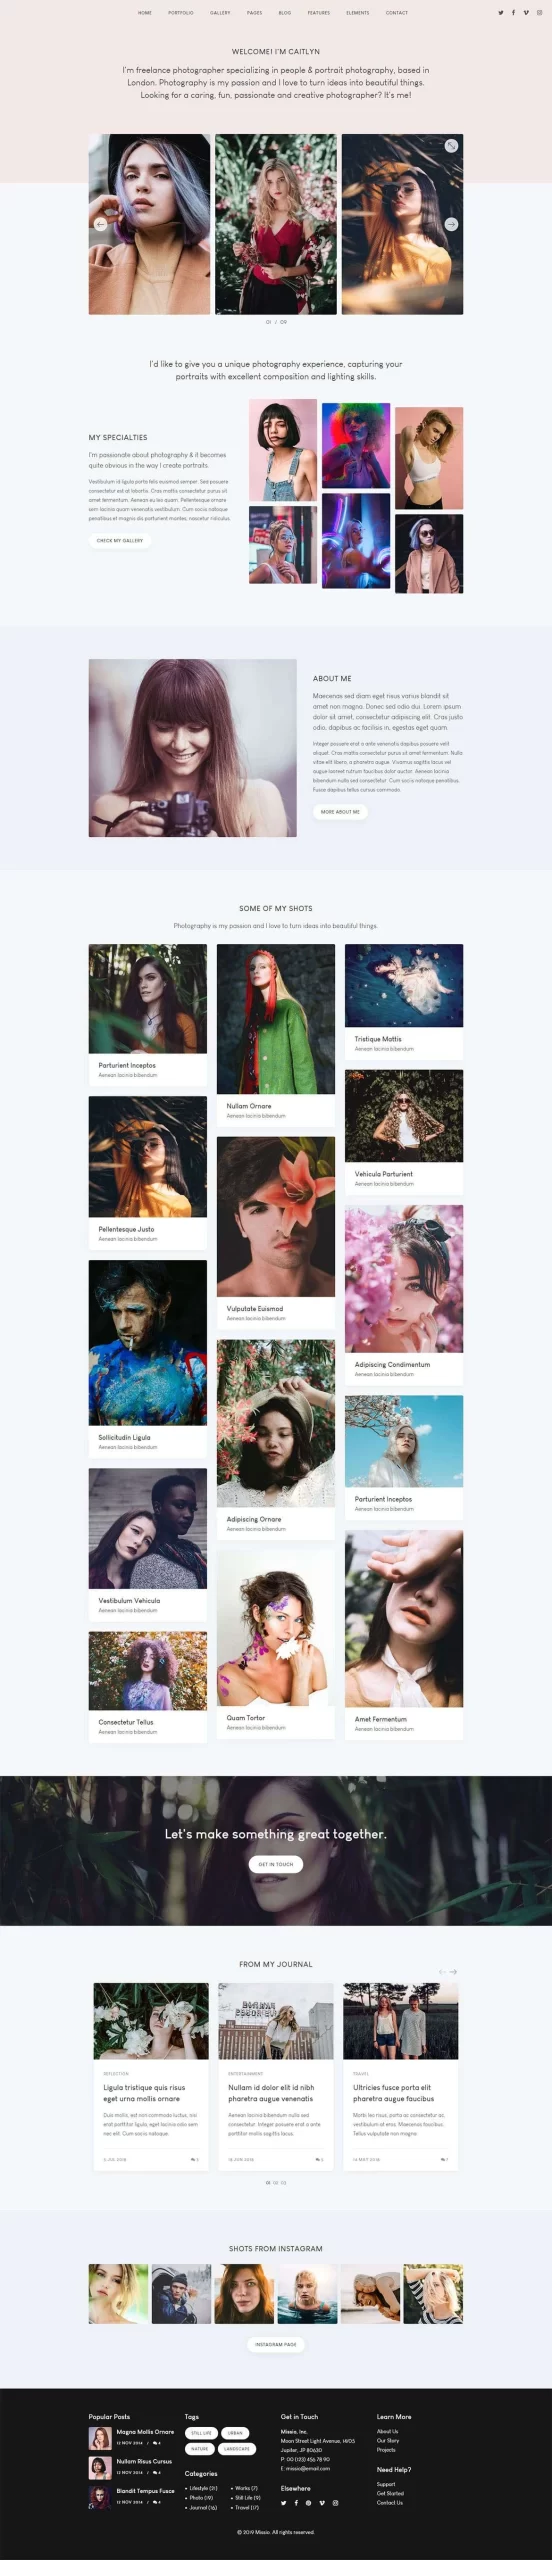 HOME PORTFOLIO GALLERY PAGES BLOG FEATURES ELEMENTS CONTACT
WELCOME! I'M CAITLYN
I'm freelance photographer specializing in people & portrait photography, based in
London. Photography is my passion and I love to turn ideas into beautiful things.
Looking for a caring, fun, passionate and creative photographer? It's me!
01 / 09
I'd like to give you a unique photography experience, capturing your
portraits with excellent composition and lighting skills.
MY SPECIALTIES
I'm passionate about photography & it becomes
quite obvious in the way I create portraits.
Vestibulum id ligula porta felis euismod semper. Sed posuere
consectetur est at lobortis. Cras mattis consectetur purus sit
amet fermentum. Aenean eu leo quam. Pellentesque ornare
sem lacinia quam venenatis vestibulum. Cum sociis natoque
penatibus et magnis dis parturient montes, nascetur ridiculus.
CHECK MY GALLERY
ABOUT ME
Maecenas sed diam eget risus varius blandit sit
amet non magna. Donec sed odio dui. Lorem ipsum
dolor sit amet, consectetur adipiscing elit. Cras justo
odio, dapibus ac facilisis in, egestas eget quam.
Integer posuere erat a ante venenatis dapibus posuere velit
aliquet. Cras mattis consectetur purus sit amet fermentum. Nulla
vitae elit libero, a pharetra augue. Vivamus sagittis lacus vel
augue laoreet rutrum faucibus dolor auctor. Aenean lacinia
bibendum nulla sed consectetur. Cum sociis natoque penatibus.
Fusce dapibus tellus cursus commodo.
MORE ABOUT ME
SOME OF MY SHOTS
Photography is my passion and I love to turn ideas into beautiful things.
Parturient Inceptos
Aenean lacinia bibendum
Pellentesque Justo
Aenean lacinia bibendum
Sollicitudin Ligula
Aenean lacinia bibendum
Vestibulum Vehicula
Aenean lacinia bibendum
Consectetur Tellus
Aenean lacinia bibendum
Nullam Ornare
Aenean lacinia bibendum
Vulputate Euismod
Aenean lacinia bibendum
Adipiscing Ornare
Aenean lacinia bibendum
Quam Tortor
Aenean lacinia bibendum
Tristique Mattis
Aenean lacinia bibendum
Vehicula Parturient
Aenean lacinia bibendum
Adipiscing Condimentum
Aenean lacinia bibendum
Parturient Inceptos
Aenean lacinia bibendum
Amet Fermentum
Aenean lacinia bibendum
Let's make something great together.
GET IN TOUCH
FROM MY JOURNAL
REFLECTION
Ligula tristique quis risus
eget urna mollis ornare
Duis mollis, est non commodo luctus, nisi
erat porttitor ligula, eget lacinia odio sem
nec elit. Cum sociis natoque.
5 JUL 2018
ENTERTAINMENT
Nullam id dolor elit id nibh
pharetra augue venenatis
Aenean lacinia bibendum nulla sed
consectetur. Integer posuere erat a ante
porttitor mollis sagittis lacus.
18 JUN 2018
TRAVEL
Ultricies fusce porta elit
pharetra augue faucibus
Morbi leo risus, porta ac consectetur ac,
vestibulum at eros. Maecenas faucibus.
Tellus vulputate non magna.
14 MAY 2018
SHOTS FROM INSTAGRAM
INSTAGRAM PAGE
Popular Posts
Magna Mollis Ornare
12 NOV 2014 / 4
Nullam Risus Cursus
12 NOV 2014 / 4
Blandit Tempus Fusce
12 NOV 2014 / 4
Tags
STILL LIFE URBAN
NATURE LANDSCAPE
Categories
Lifestyle (21) Works (7)
Photo (19) Still Life (9)
Journal (16) Travel (17)
Get in Touch
Missio, Inc.
Moon Street Light Avenue, 14/05
Jupiter, JP 80630
P: 00 (123) 456 78 90
E: missio@email.com
Elsewhere
Learn More
About Us
Our Story
Projects
Need Help?
Support
Get Started
Contact Us
© 2019 Missio. All rights reserved.